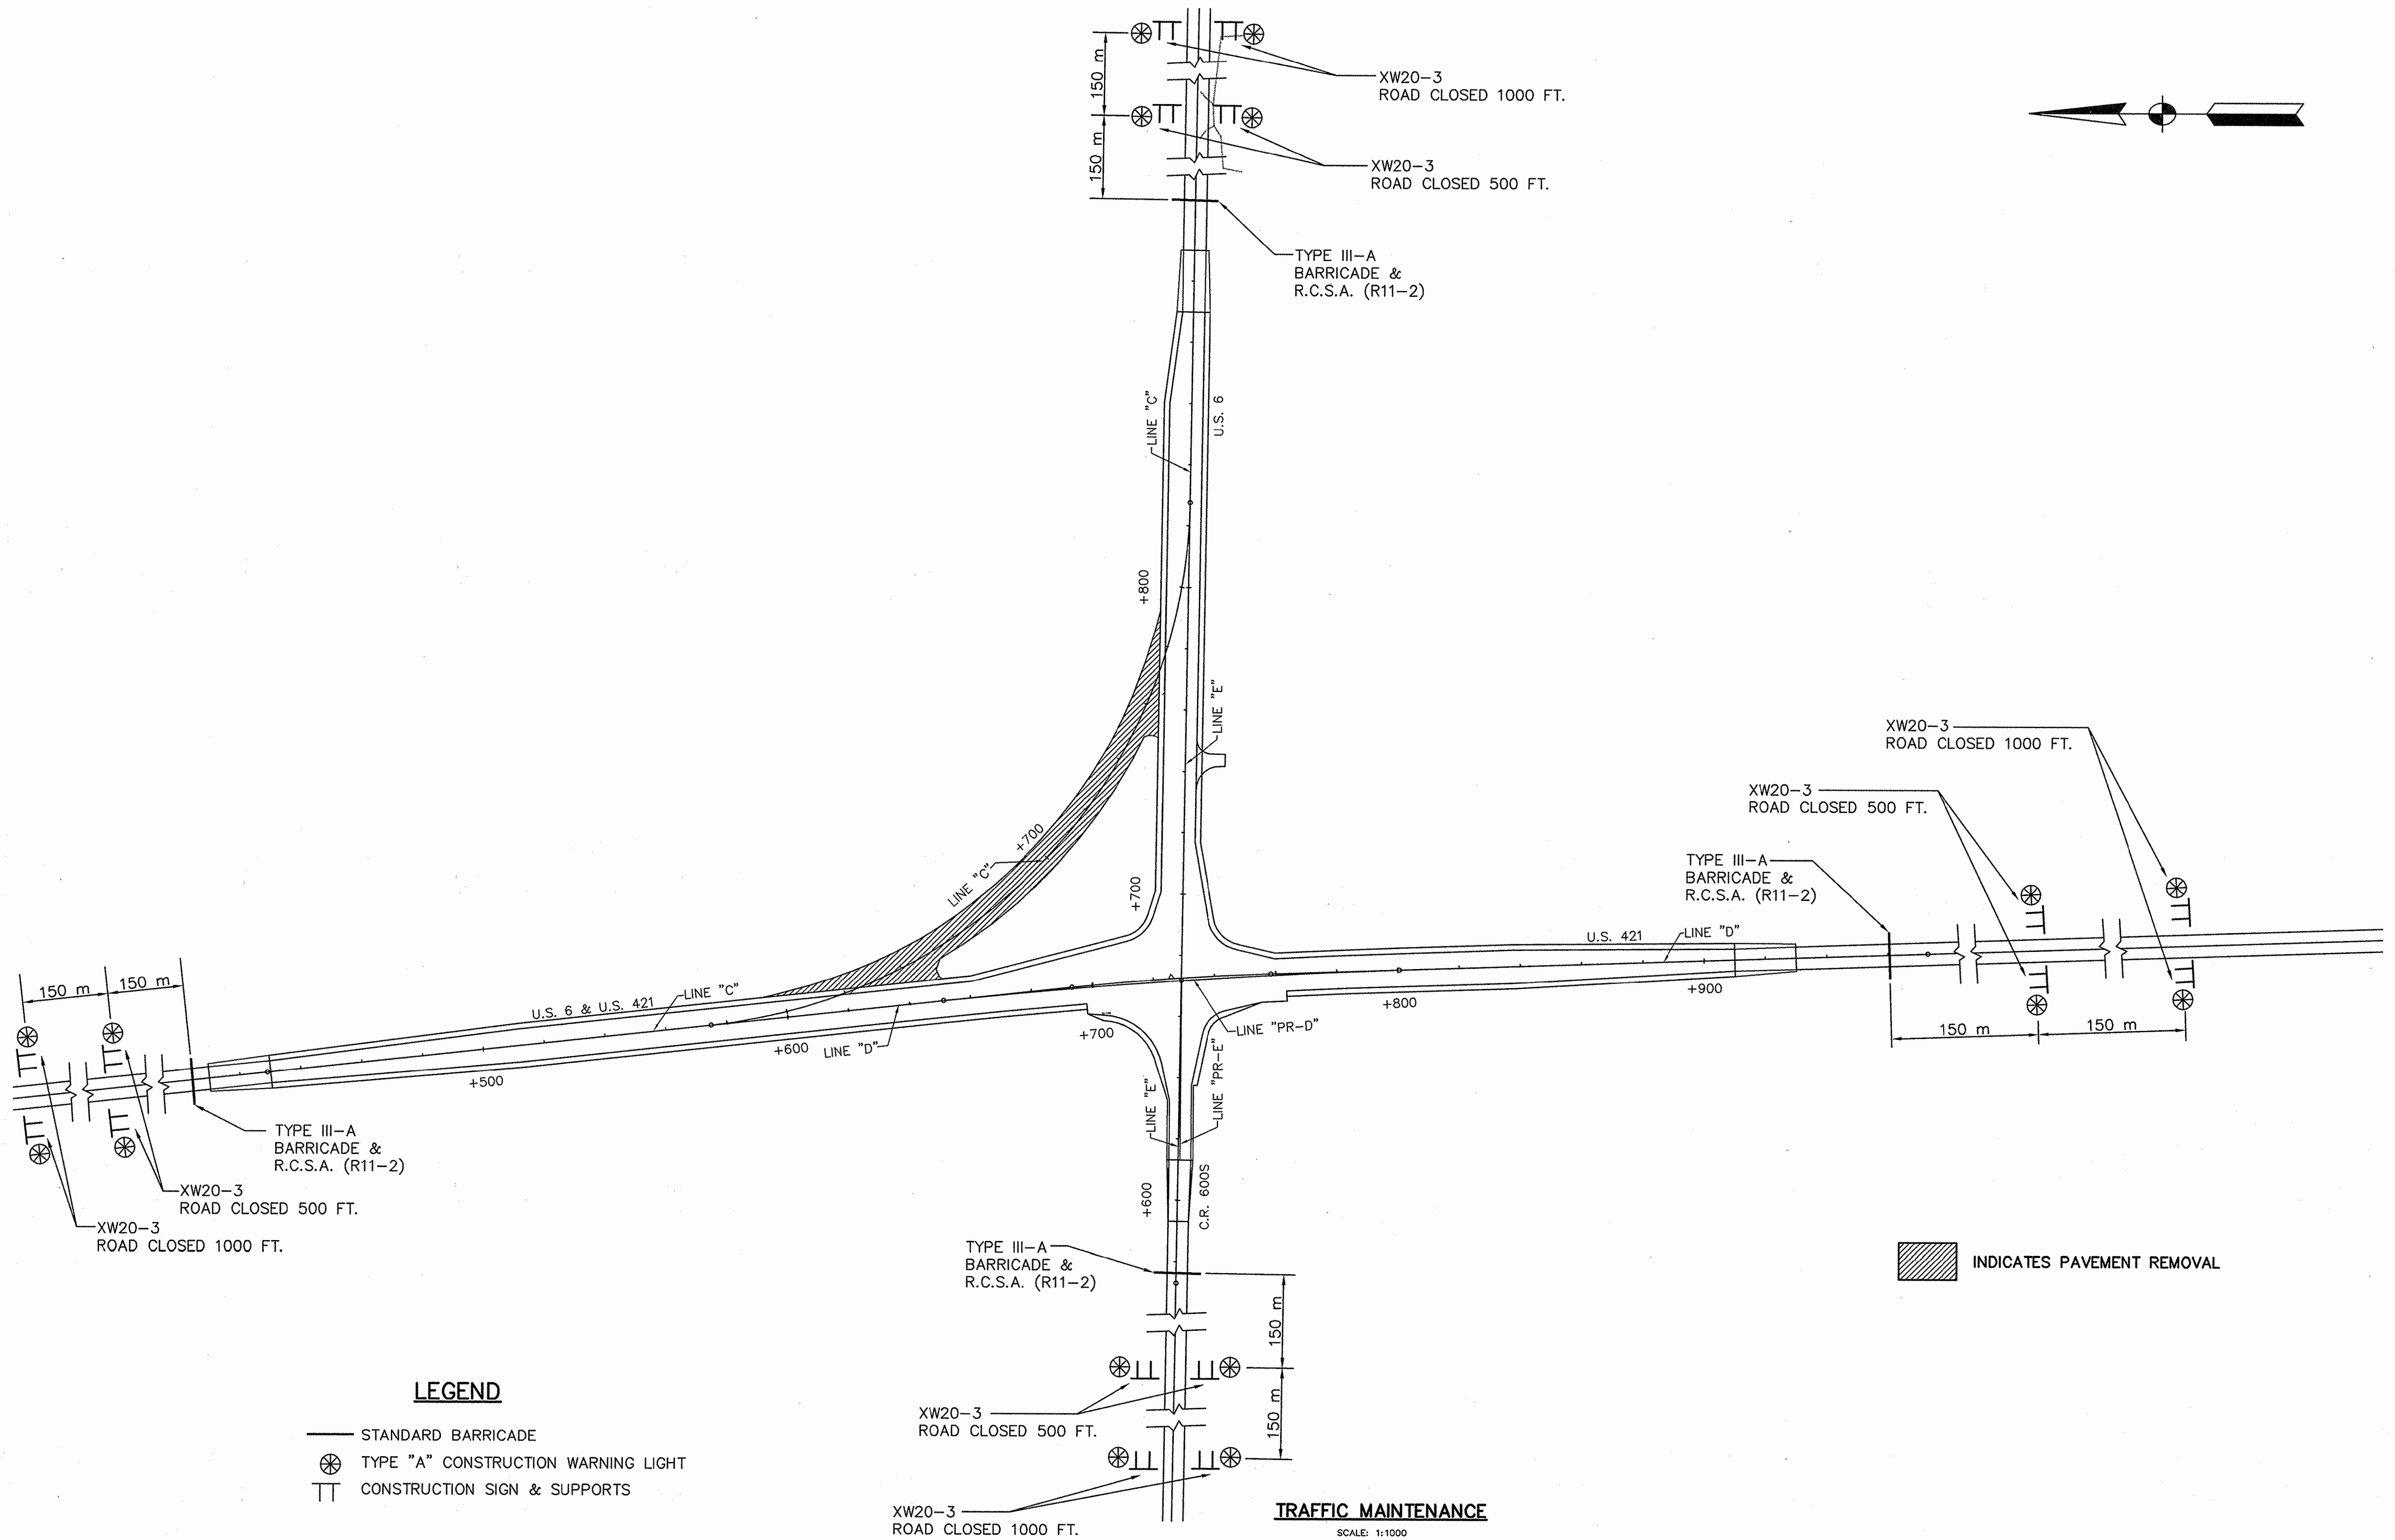 150 m
XW20-3
ROAD CLOSED 1000 FT.
150 m
XW20-3
ROAD CLOSED 500 FT.
TYPE III-A
BARRICADE &
R.C.S.A. (R11-2)
LINE "C"
U.S. 6
+800
LINE "E"
+700
LINE "C"
+700
XW20-3
ROAD CLOSED 1000 FT.
XW20-3
ROAD CLOSED 500 FT.
TYPE III-A
BARRICADE &
R.C.S.A. (R11-2)
U.S. 421
LINE "D"
+900
+800
150 m
150 m
150 m
150 m
U.S. 6 & U.S. 421
LINE "C"
+500
+600
LINE "D"
+700
LINE "PR-D"
LINE "E"
LINE "PR-E"
TYPE III-A
BARRICADE &
R.C.S.A. (R11-2)
XW20-3
ROAD CLOSED 500 FT.
XW20-3
ROAD CLOSED 1000 FT.
+600
C.R. 600S
TYPE III-A
BARRICADE &
R.C.S.A. (R11-2)
150 m
150 m
XW20-3
ROAD CLOSED 500 FT.
XW20-3
ROAD CLOSED 1000 FT.
INDICATES PAVEMENT REMOVAL
LEGEND
STANDARD BARRICADE
TYPE "A" CONSTRUCTION WARNING LIGHT
CONSTRUCTION SIGN & SUPPORTS
TRAFFIC MAINTENANCE
SCALE: 1:1000